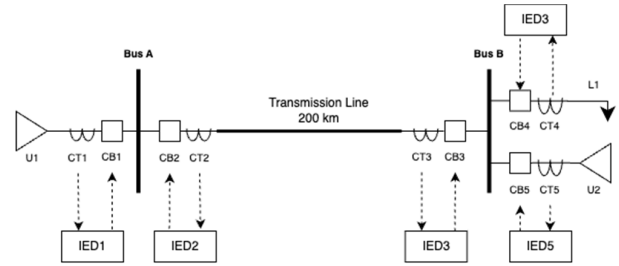 IED3
Bus A
Bus B
Transmission Line
200 km
L1
U1
CT1
CB1
CB2
CT2
CT3
CB3
CB4
CT4
CB5
CT5
U2
IED1
IED2
IED3
IED5